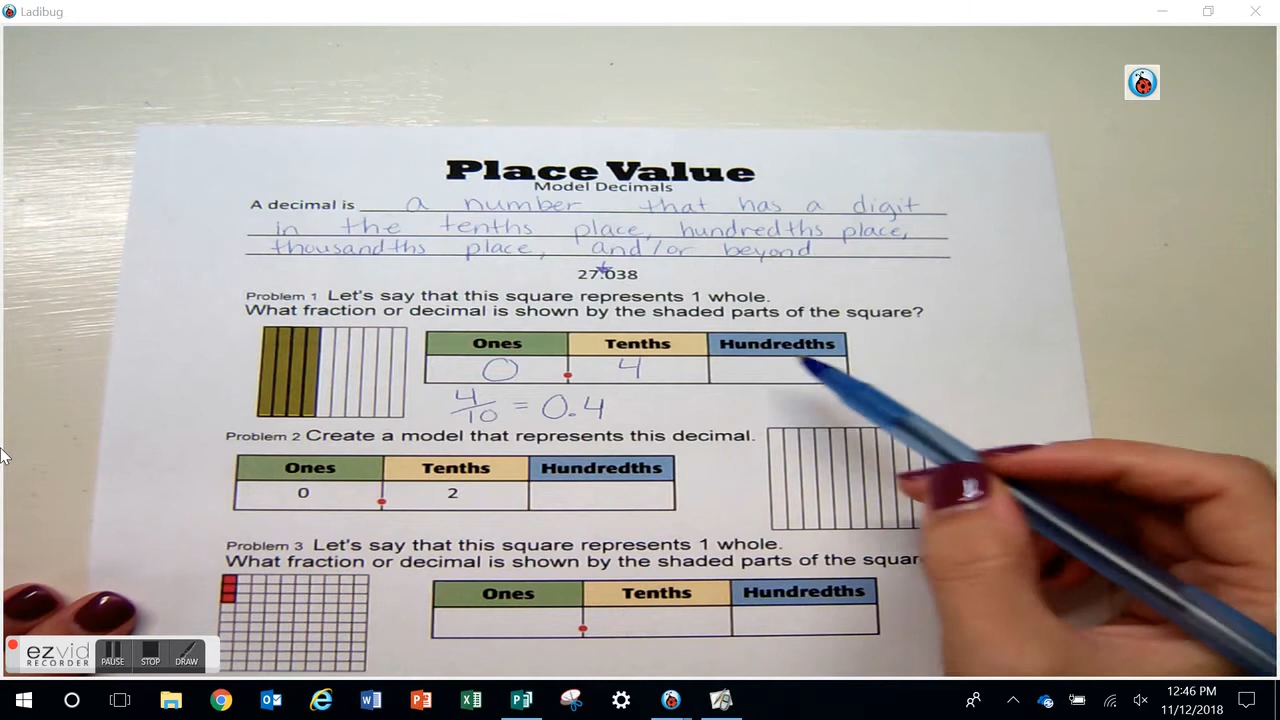 Ladibug
Place Value
Model Decimals
A decimal is a number that has a digit
in the tenths place, hundredths place,
thousandths place, and/or beyond
27.038
Problem 1 Let's say that this square represents 1 whole.
What fraction or decimal is shown by the shaded parts of the square?
Ones Tenths Hundredths
0 . 4
4/10 = 0.4
Problem 2 Create a model that represents this decimal.
Ones Tenths Hundredths
0 . 2
Problem 3 Let's say that this square represents 1 whole.
What fraction or decimal is shown by the shaded parts of the squar
Ones Tenths Hundredths
ezvid
RECORDER
PAUSE STOP DRAW
12:46 PM
11/12/2018